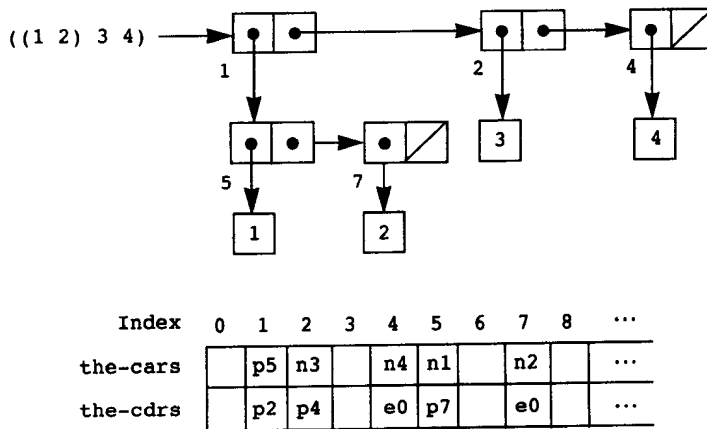 ((1 2) 3 4)
1
2
4
3
4
5
7
1
2
Index 0 1 2 3 4 5 6 7 8 ...
the-cars p5 n3 n4 n1 n2 ...
the-cdrs p2 p4 e0 p7 e0 ...